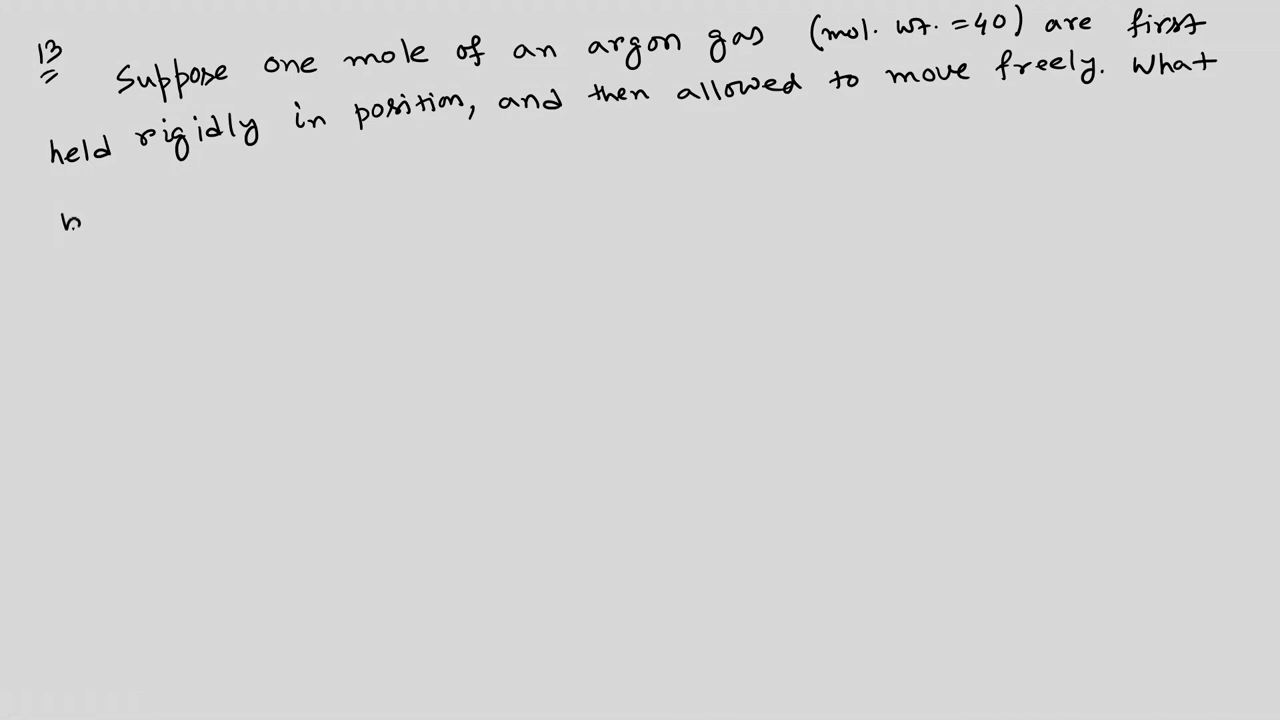 13
Suppose one mole of an argon gas (mol. wt. = 40) are first
held rigidly in position, and then allowed to move freely. What